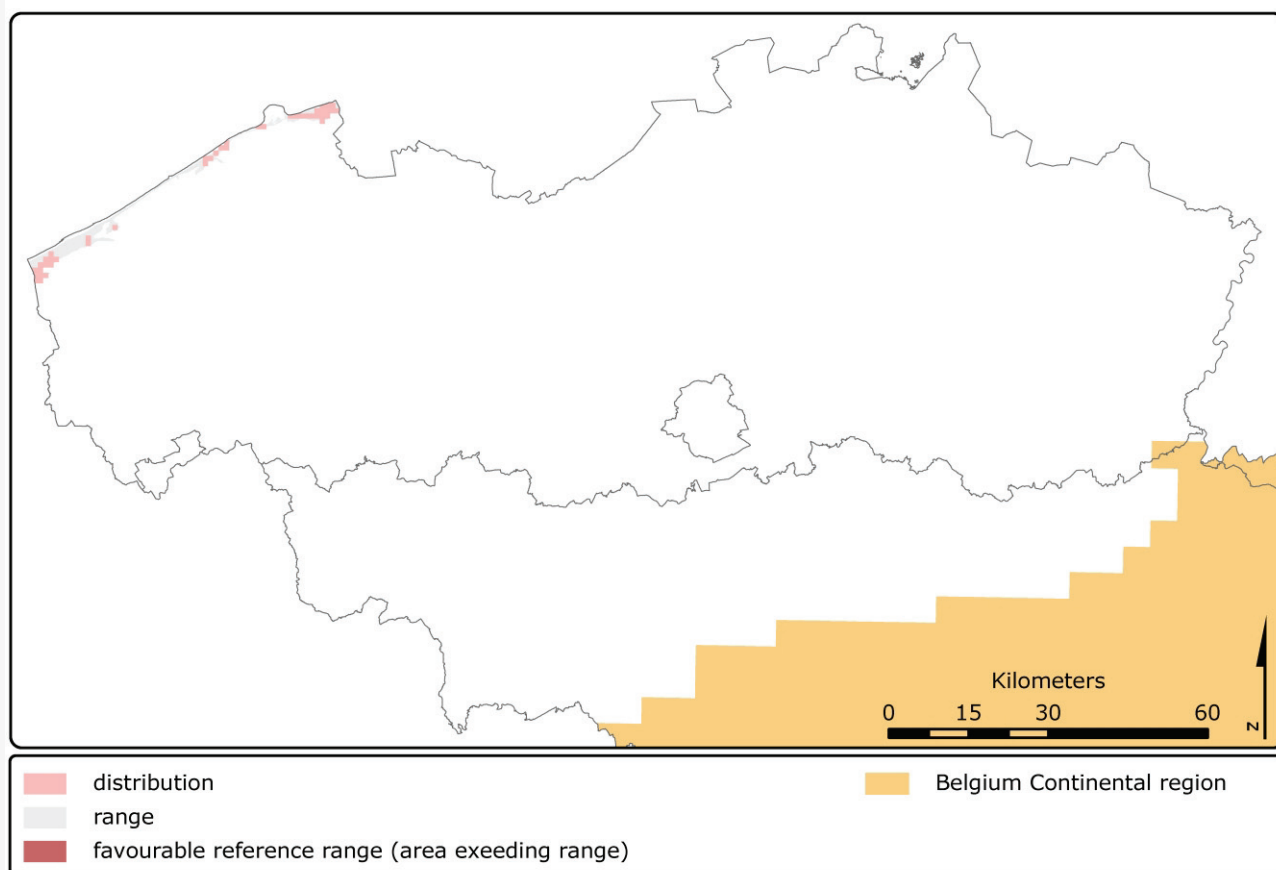 Kilometers
0 15 30 60
N
distribution
range
favourable reference range (area exeeding range)
Belgium Continental region